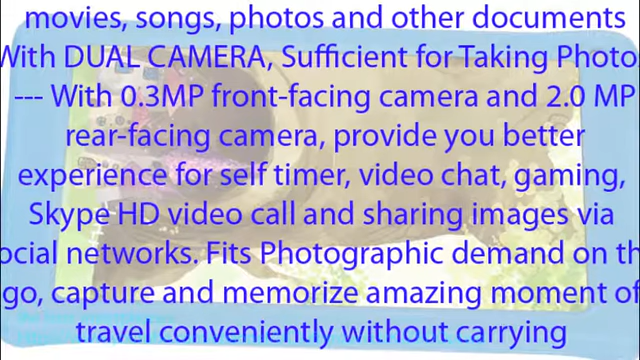 movies, songs, photos and other documents
With DUAL CAMERA, Sufficient for Taking Photo
--- With 0.3MP front-facing camera and 2.0 MP
rear-facing camera, provide you better
experience for self timer, video chat, gaming,
Skype HD video call and sharing images via
ocial networks. Fits Photographic demand on th
go, capture and memorize amazing moment of
travel conveniently without carrying